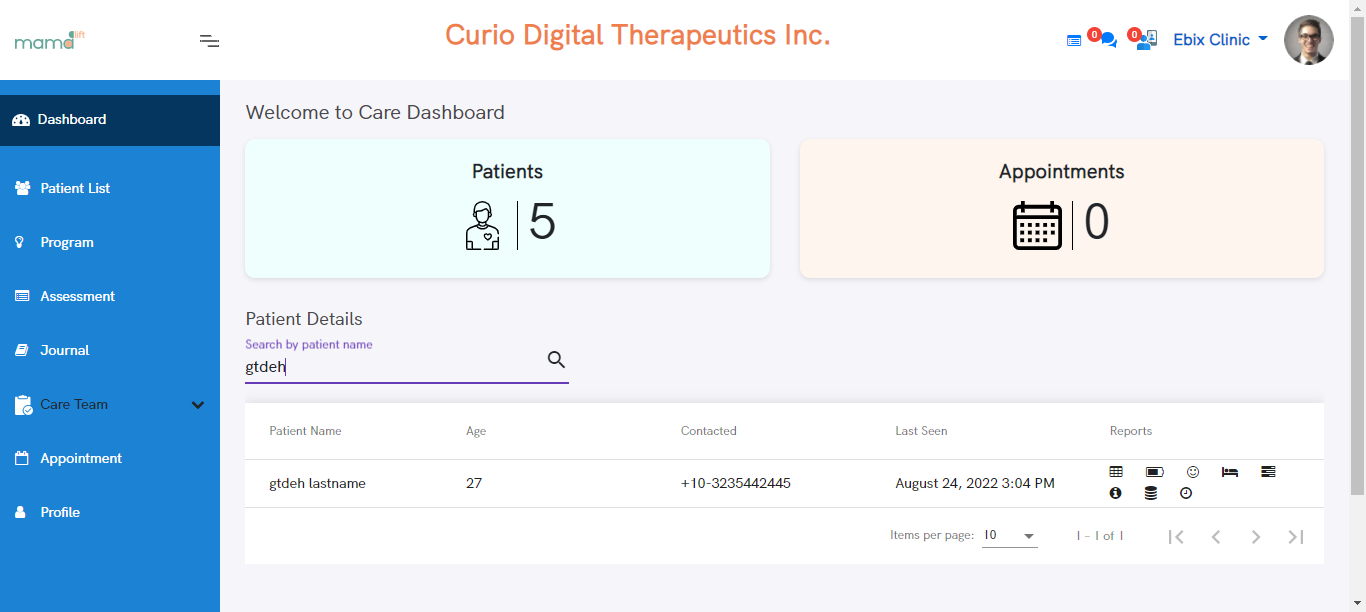 mama lift
Curio Digital Therapeutics Inc.
0
0
Ebix Clinic
Dashboard
Patient List
Program
Assessment
Journal
Care Team
Appointment
Profile
Welcome to Care Dashboard
Patients
5
Appointments
0
Patient Details
Search by patient name
gtdeh
Patient Name Age Contacted Last Seen Reports
gtdeh lastname 27 +10-3235442445 August 24, 2022 3:04 PM
Items per page: 10 1 – 1 of 1